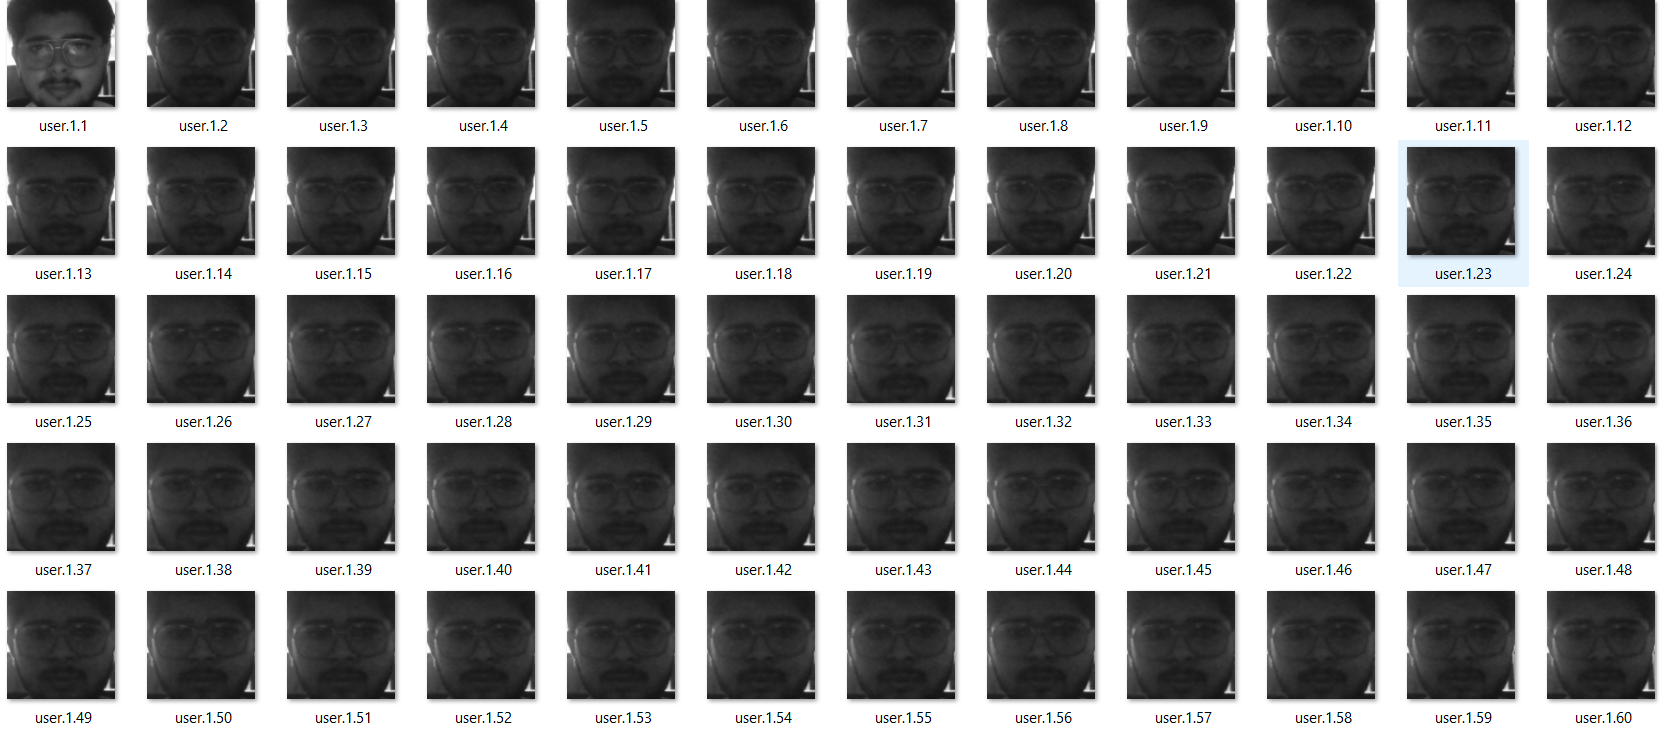 user.1.1 user.1.2 user.1.3 user.1.4 user.1.5 user.1.6 user.1.7 user.1.8 user.1.9 user.1.10 user.1.11 user.1.12
user.1.13 user.1.14 user.1.15 user.1.16 user.1.17 user.1.18 user.1.19 user.1.20 user.1.21 user.1.22 user.1.23 user.1.24
user.1.25 user.1.26 user.1.27 user.1.28 user.1.29 user.1.30 user.1.31 user.1.32 user.1.33 user.1.34 user.1.35 user.1.36
user.1.37 user.1.38 user.1.39 user.1.40 user.1.41 user.1.42 user.1.43 user.1.44 user.1.45 user.1.46 user.1.47 user.1.48
user.1.49 user.1.50 user.1.51 user.1.52 user.1.53 user.1.54 user.1.55 user.1.56 user.1.57 user.1.58 user.1.59 user.1.60